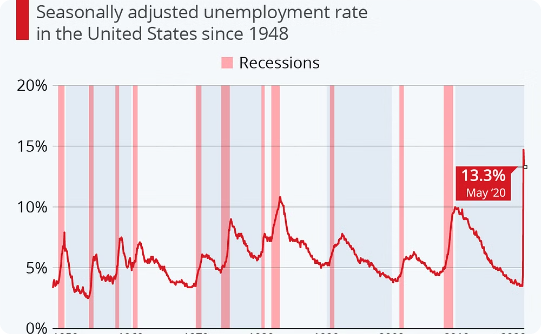 Seasonally adjusted unemployment rate
in the United States since 1948
Recessions
20%
15%
13.3%
May '20
10%
5%
0%